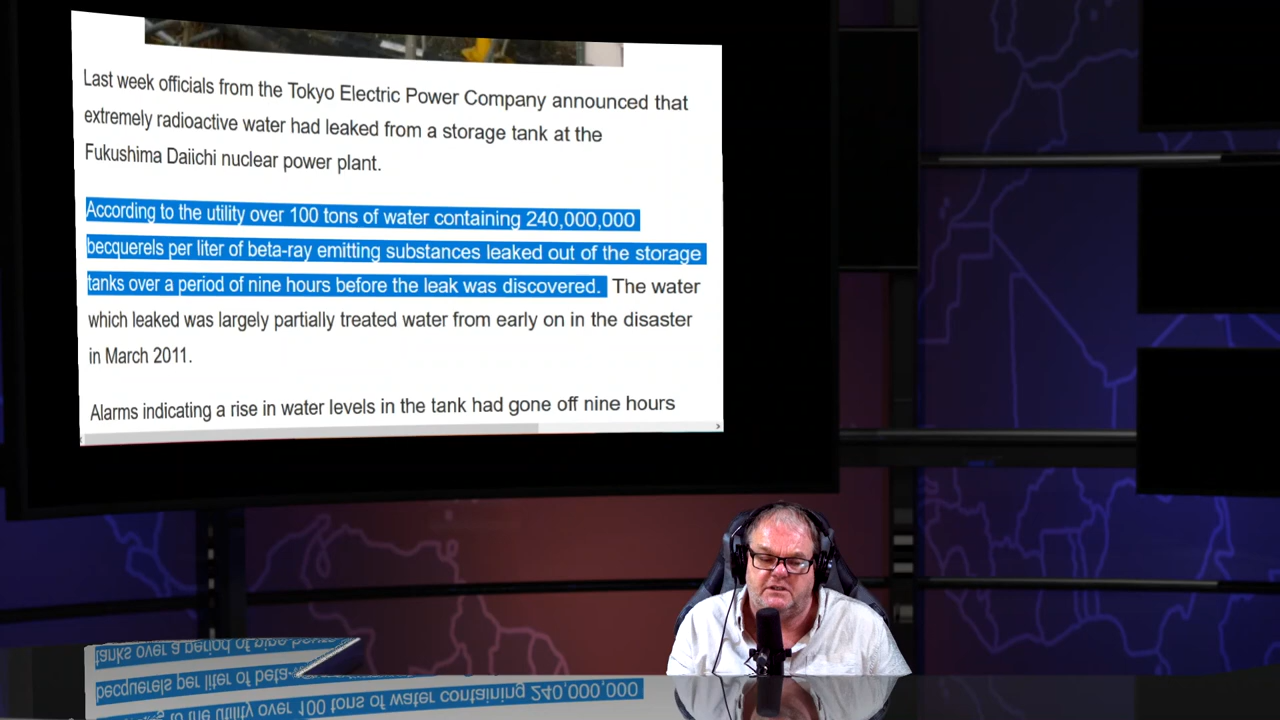 Last week officials from the Tokyo Electric Power Company announced that
extremely radioactive water had leaked from a storage tank at the
Fukushima Daiichi nuclear power plant.
According to the utility over 100 tons of water containing 240,000,000
becquerels per liter of beta-ray emitting substances leaked out of the storage
tanks over a period of nine hours before the leak was discovered. The water
which leaked was largely partially treated water from early on in the disaster
in March 2011.
Alarms indicating a rise in water levels in the tank had gone off nine hours